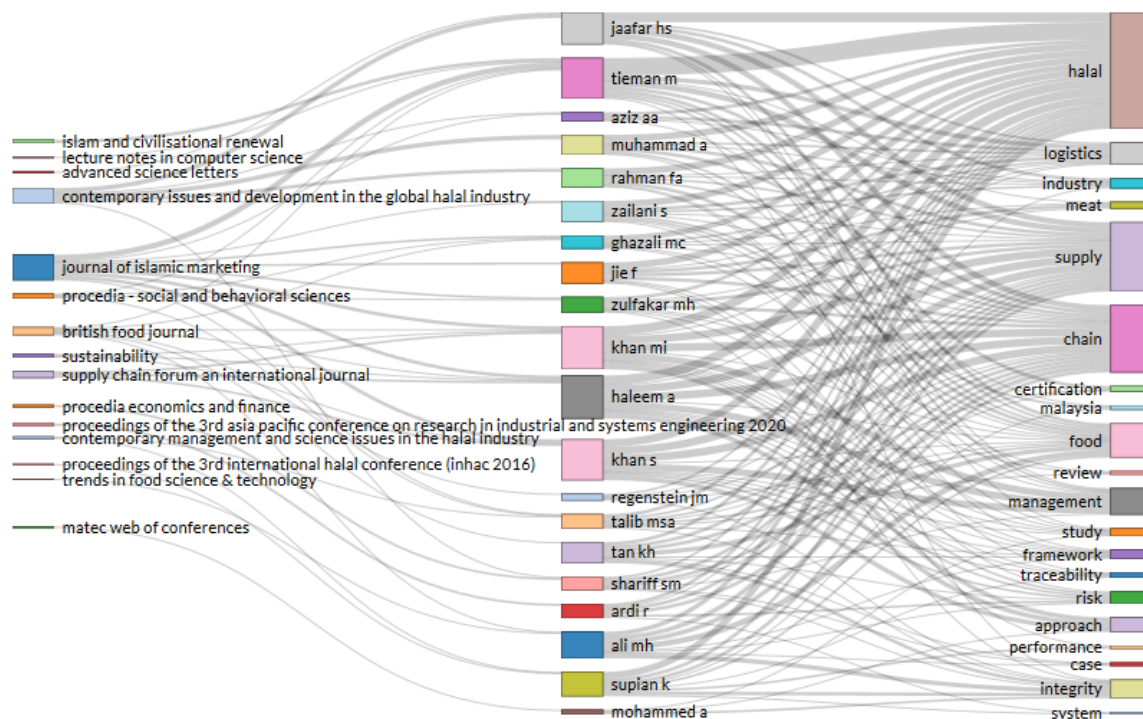 islam and civilisational renewal
lecture notes in computer science
advanced science letters
contemporary issues and development in the global halal industry
journal of islamic marketing
procedia - social and behavioral sciences
british food journal
sustainability
supply chain forum an international journal
procedia economics and finance
proceedings of the 3rd asia pacific conference on research in industrial and systems engineering 2020
contemporary management and science issues in the halal industry
proceedings of the 3rd international halal conference (inhac 2016)
trends in food science & technology
matec web of conferences
jaafar hs
tieman m
aziz aa
muhammad a
rahman fa
zailani s
ghazali mc
jie f
zulfakar mh
khan mi
haleem a
khan s
regenstein jm
talib msa
tan kh
shariff sm
ardi r
ali mh
supian k
mohammed a
halal
logistics
industry
meat
supply
chain
certification
malaysia
food
review
management
study
framework
traceability
risk
approach
performance
case
integrity
system